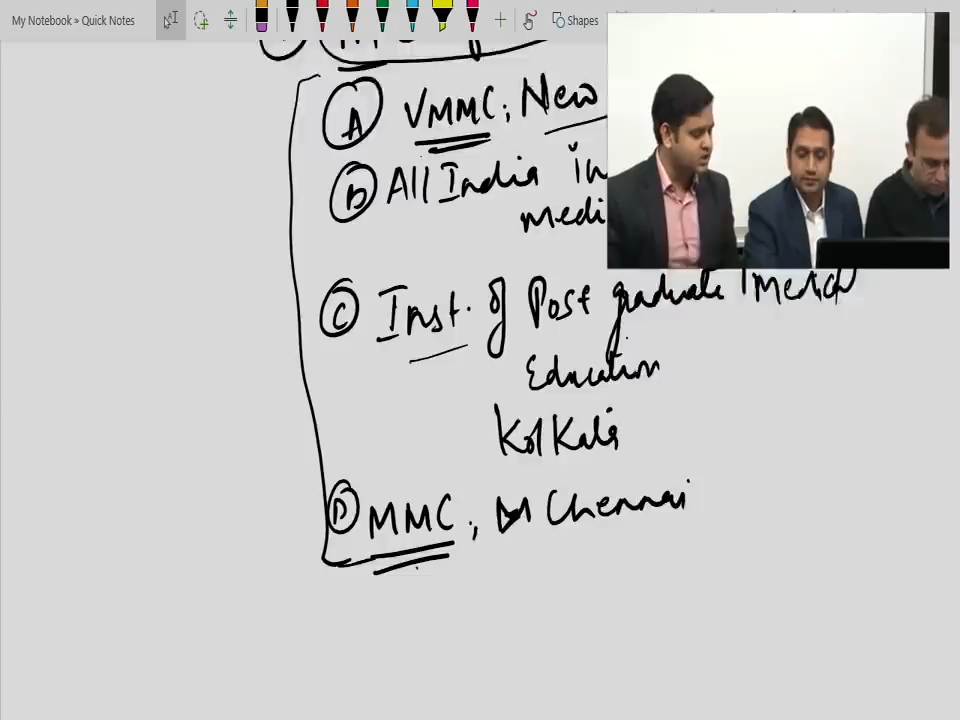 My Notebook » Quick Notes
Shapes
A VMMC, New
B All India in
medi
C Inst. of Post graduate Medical
Education
Kolkata
D MMC, Chennai